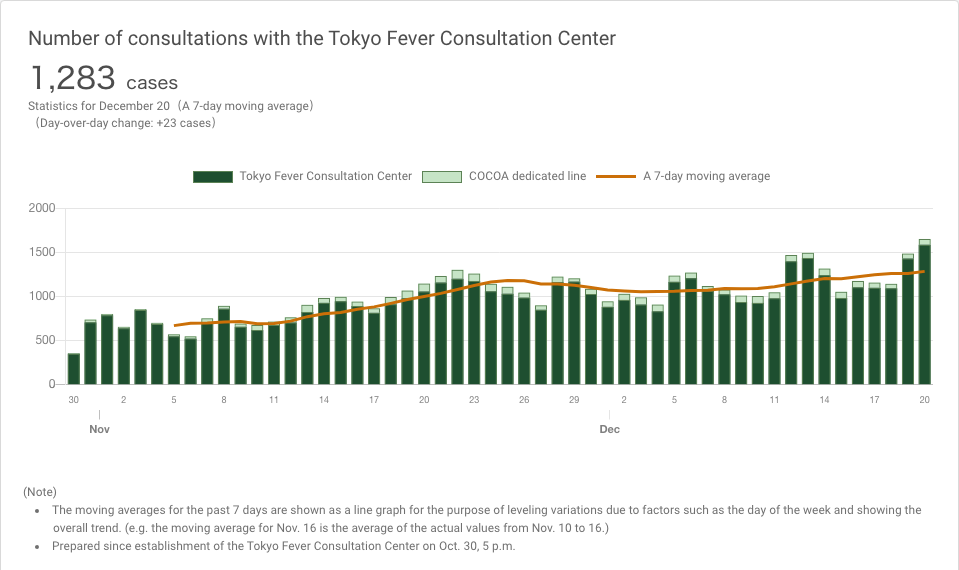 Number of consultations with the Tokyo Fever Consultation Center
1,283 cases
Statistics for December 20（A 7-day moving average）
（Day-over-day change: +23 cases）
Tokyo Fever Consultation Center
COCOA dedicated line
A 7-day moving average
2000
1500
1000
500
0
30 2 5 8 11 14 17 20 23 26 29 2 5 8 11 14 17 20
Nov Dec
(Note)
• The moving averages for the past 7 days are shown as a line graph for the purpose of leveling variations due to factors such as the day of the week and showing the
overall trend. (e.g. the moving average for Nov. 16 is the average of the actual values from Nov. 10 to 16.)
• Prepared since establishment of the Tokyo Fever Consultation Center on Oct. 30, 5 p.m.